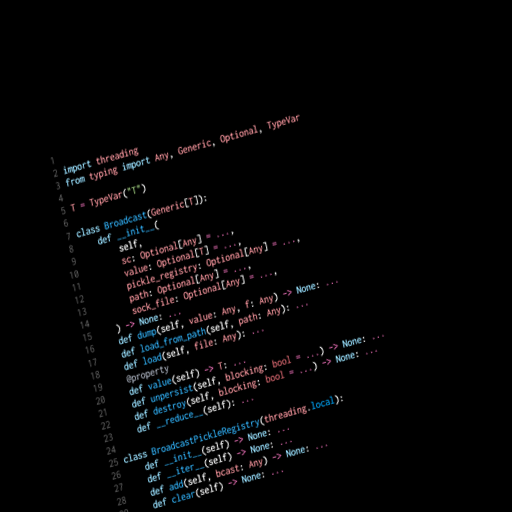 1
2 import threading
3 from typing import Any, Generic, Optional, TypeVar
4
5 T = TypeVar("T")
6
7 class Broadcast(Generic[T]):
8     def __init__(
9         self,
10         sc: Optional[Any] = ...,
11         value: Optional[T] = ...,
12         pickle_registry: Optional[Any] = ...,
13         path: Optional[Any] = ...,
14         sock_file: Optional[Any] = ...,
15     ) -> None: ...
16     def dump(self, value: Any, f: Any) -> None: ...
17     def load_from_path(self, path: Any): ...
18     def load(self, file: Any): ...
19     @property
20     def value(self) -> T: ...
21     def unpersist(self, blocking: bool = ...) -> None: ...
22     def destroy(self, blocking: bool = ...) -> None: ...
23     def __reduce__(self): ...
24
25 class BroadcastPickleRegistry(threading.local):
26     def __init__(self) -> None: ...
27     def __iter__(self) -> None: ...
28     def add(self, bcast: Any) -> None: ...
    def clear(self) -> None: ...